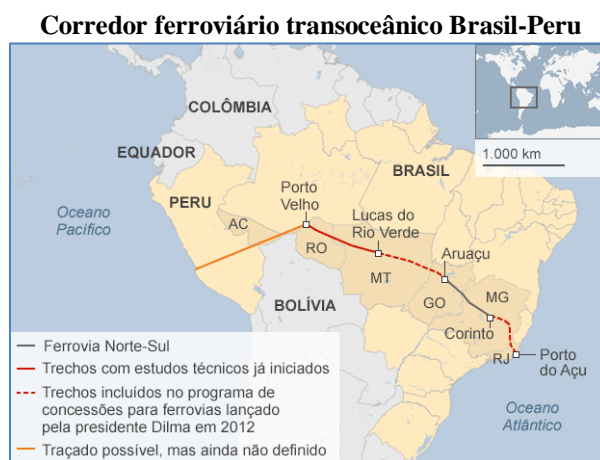 Corredor ferroviário transoceânico Brasil-Peru
COLÔMBIA
EQUADOR
1.000 km
BRASIL
PERU
Porto
Velho
Oceano
Pacífico
Lucas do
Rio Verde
AC
Aruaçu
RO
MT
MG
BOLÍVIA
GO
Corinto
RJ
Porto
do Açu
Oceano
Atlântico
Ferrovia Norte-Sul
Trechos com estudos técnicos já iniciados
Trechos incluídos no programa de
concessões para ferrovias lançado
pela presidente Dilma em 2012
Traçado possível, mas ainda não definido